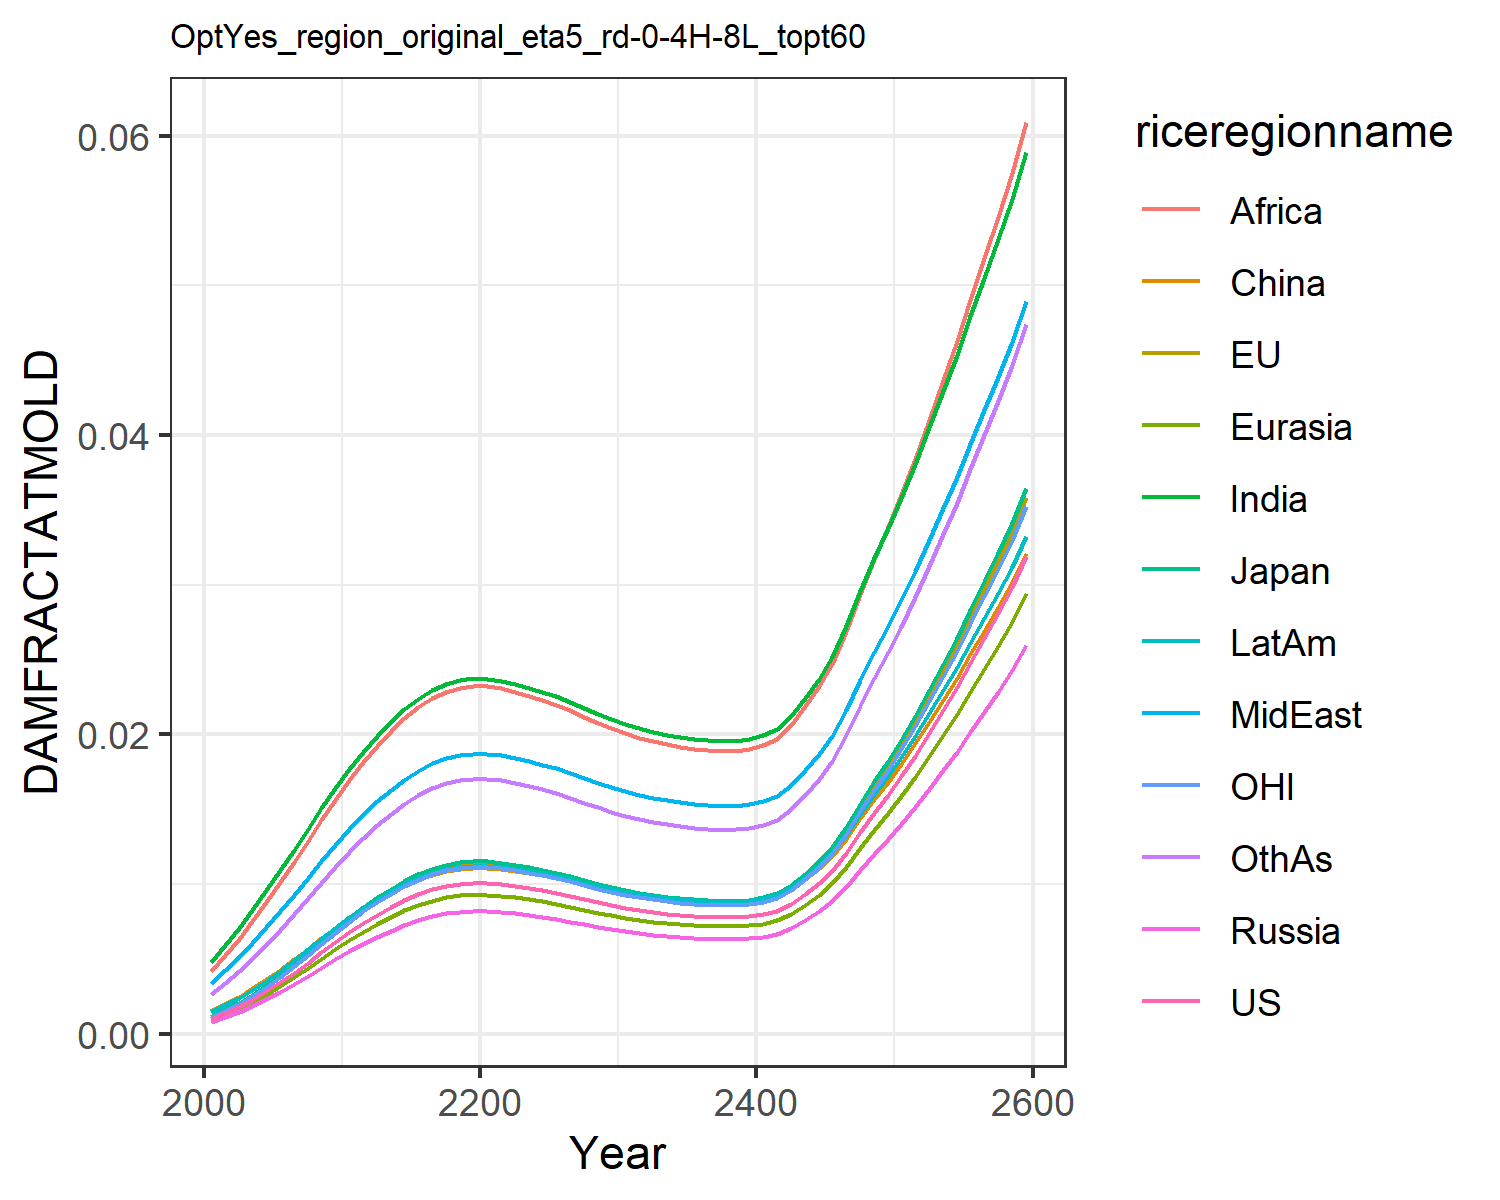 OptYes_region_original_eta5_rd-0-4H-8L_topt60
DAMFRACTATMOLD
0.06
0.04
0.02
0.00
2000 2200 2400 2600
Year
riceregionname
Africa
China
EU
Eurasia
India
Japan
LatAm
MidEast
OHI
OthAs
Russia
US